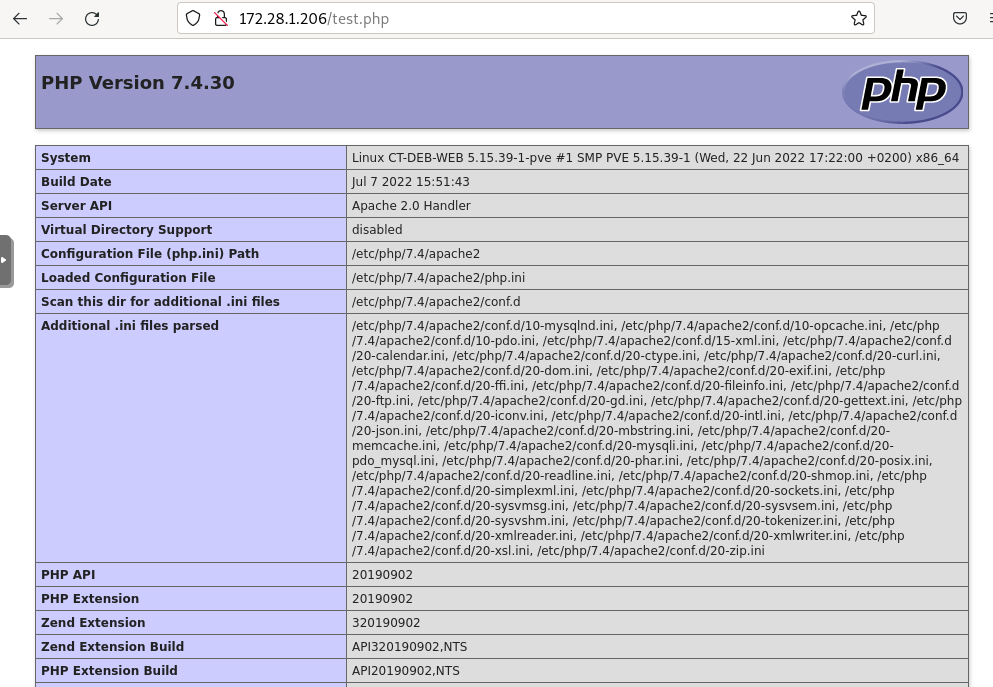 172.28.1.206/test.php
PHP Version 7.4.30
php
System Linux CT-DEB-WEB 5.15.39-1-pve #1 SMP PVE 5.15.39-1 (Wed, 22 Jun 2022 17:22:00 +0200) x86_64
Build Date Jul 7 2022 15:51:43
Server API Apache 2.0 Handler
Virtual Directory Support disabled
Configuration File (php.ini) Path /etc/php/7.4/apache2
Loaded Configuration File /etc/php/7.4/apache2/php.ini
Scan this dir for additional .ini files /etc/php/7.4/apache2/conf.d
Additional .ini files parsed /etc/php/7.4/apache2/conf.d/10-mysqlnd.ini, /etc/php/7.4/apache2/conf.d/10-opcache.ini, /etc/php
/7.4/apache2/conf.d/10-pdo.ini, /etc/php/7.4/apache2/conf.d/15-xml.ini, /etc/php/7.4/apache2/conf.d
/20-calendar.ini, /etc/php/7.4/apache2/conf.d/20-ctype.ini, /etc/php/7.4/apache2/conf.d/20-curl.ini,
/etc/php/7.4/apache2/conf.d/20-dom.ini, /etc/php/7.4/apache2/conf.d/20-exif.ini, /etc/php
/7.4/apache2/conf.d/20-ffi.ini, /etc/php/7.4/apache2/conf.d/20-fileinfo.ini, /etc/php/7.4/apache2/conf.d
/20-ftp.ini, /etc/php/7.4/apache2/conf.d/20-gd.ini, /etc/php/7.4/apache2/conf.d/20-gettext.ini, /etc/php
/7.4/apache2/conf.d/20-iconv.ini, /etc/php/7.4/apache2/conf.d/20-intl.ini, /etc/php/7.4/apache2/conf.d
/20-json.ini, /etc/php/7.4/apache2/conf.d/20-mbstring.ini, /etc/php/7.4/apache2/conf.d/20-
memcache.ini, /etc/php/7.4/apache2/conf.d/20-mysqli.ini, /etc/php/7.4/apache2/conf.d/20-
pdo_mysql.ini, /etc/php/7.4/apache2/conf.d/20-phar.ini, /etc/php/7.4/apache2/conf.d/20-posix.ini,
/etc/php/7.4/apache2/conf.d/20-readline.ini, /etc/php/7.4/apache2/conf.d/20-shmop.ini, /etc/php
/7.4/apache2/conf.d/20-simplexml.ini, /etc/php/7.4/apache2/conf.d/20-sockets.ini, /etc/php
/7.4/apache2/conf.d/20-sysvmsg.ini, /etc/php/7.4/apache2/conf.d/20-sysvsem.ini, /etc/php
/7.4/apache2/conf.d/20-sysvshm.ini, /etc/php/7.4/apache2/conf.d/20-tokenizer.ini, /etc/php
/7.4/apache2/conf.d/20-xmlreader.ini, /etc/php/7.4/apache2/conf.d/20-xmlwriter.ini, /etc/php
/7.4/apache2/conf.d/20-xsl.ini, /etc/php/7.4/apache2/conf.d/20-zip.ini
PHP API 20190902
PHP Extension 20190902
Zend Extension 320190902
Zend Extension Build API320190902,NTS
PHP Extension Build API20190902,NTS